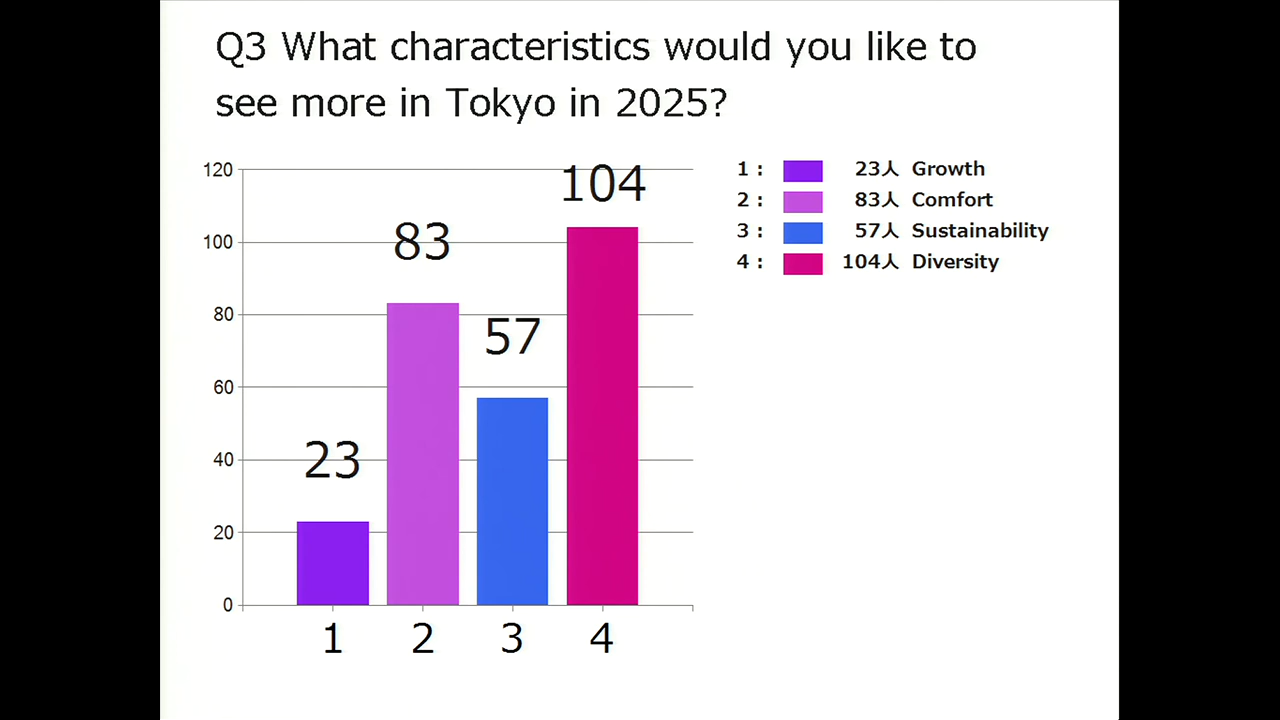 Q3 What characteristics would you like to
see more in Tokyo in 2025?
120
100
80
60
40
20
0
23
83
57
104
1
2
3
4
1 : 23人 Growth
2 : 83人 Comfort
3 : 57人 Sustainability
4 : 104人 Diversity